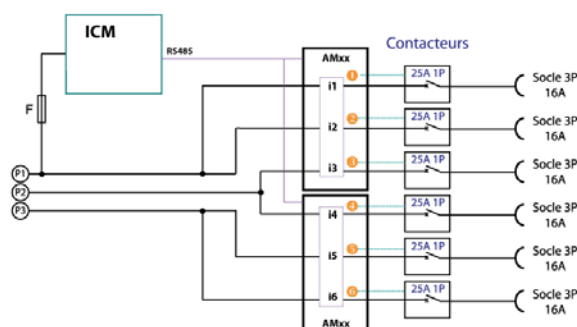 ICM
RS485
AMxx
Contacteurs
F
i1
1
25A 1P
Socle 3P
16A
i2
2
25A 1P
Socle 3P
16A
i3
3
25A 1P
Socle 3P
16A
P1
P2
P3
i4
4
25A 1P
Socle 3P
16A
i5
5
25A 1P
Socle 3P
16A
i6
6
25A 1P
Socle 3P
16A
AMxx